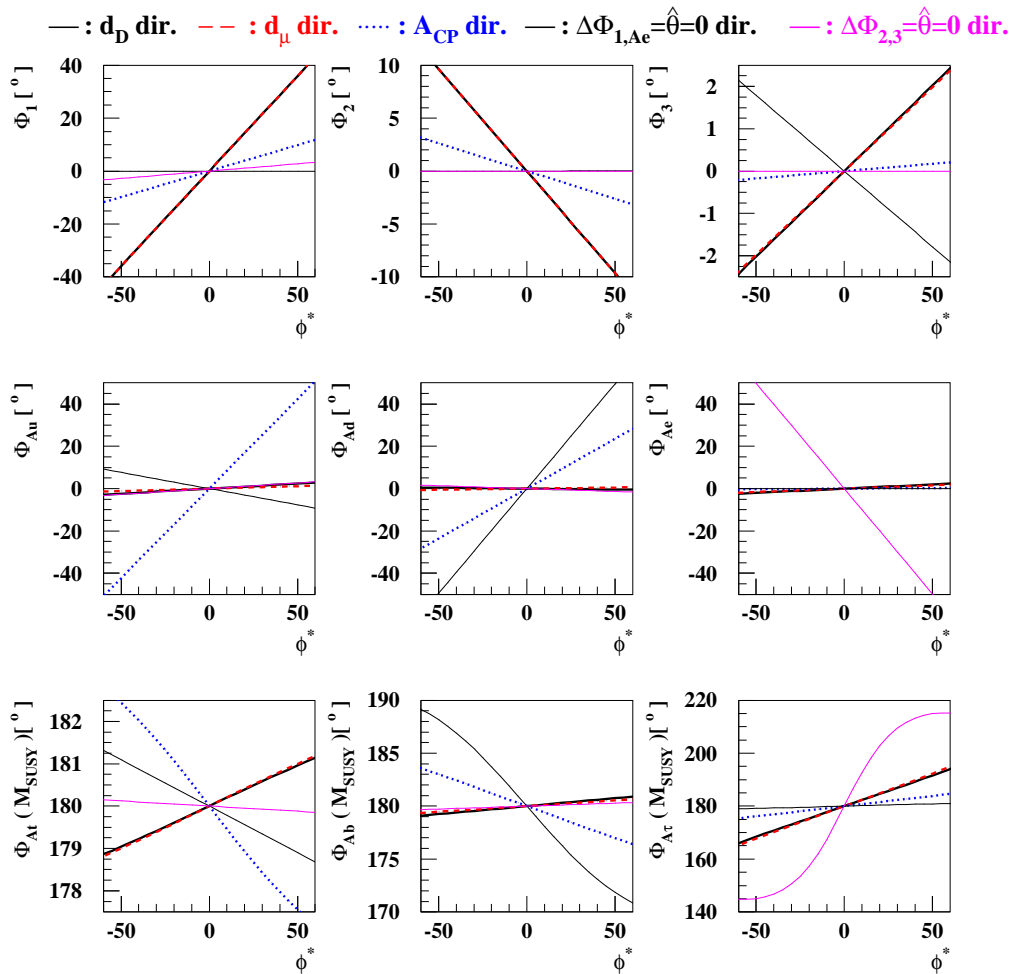 — : d_D dir. – – : d_μ dir. ····· : A_CP dir. — : ΔΦ_1,Ae=θ̂=0 dir. — : ΔΦ_2,3=θ̂=0 dir.
Φ_1 [ ° ]
40
20
0
-20
-40
-50 0 50
ϕ*
Φ_2 [ ° ]
10
5
0
-5
-10
-50 0 50
ϕ*
Φ_3 [ ° ]
2
1
0
-1
-2
-50 0 50
ϕ*
Φ_Au [ ° ]
40
20
0
-20
-40
-50 0 50
ϕ*
Φ_Ad [ ° ]
40
20
0
-20
-40
-50 0 50
ϕ*
Φ_Ae [ ° ]
40
20
0
-20
-40
-50 0 50
ϕ*
Φ_At ( M_SUSY )[ ° ]
182
181
180
179
178
-50 0 50
ϕ*
Φ_Ab ( M_SUSY )[ ° ]
190
185
180
175
170
-50 0 50
ϕ*
Φ_Aτ ( M_SUSY )[ ° ]
220
200
180
160
140
-50 0 50
ϕ*